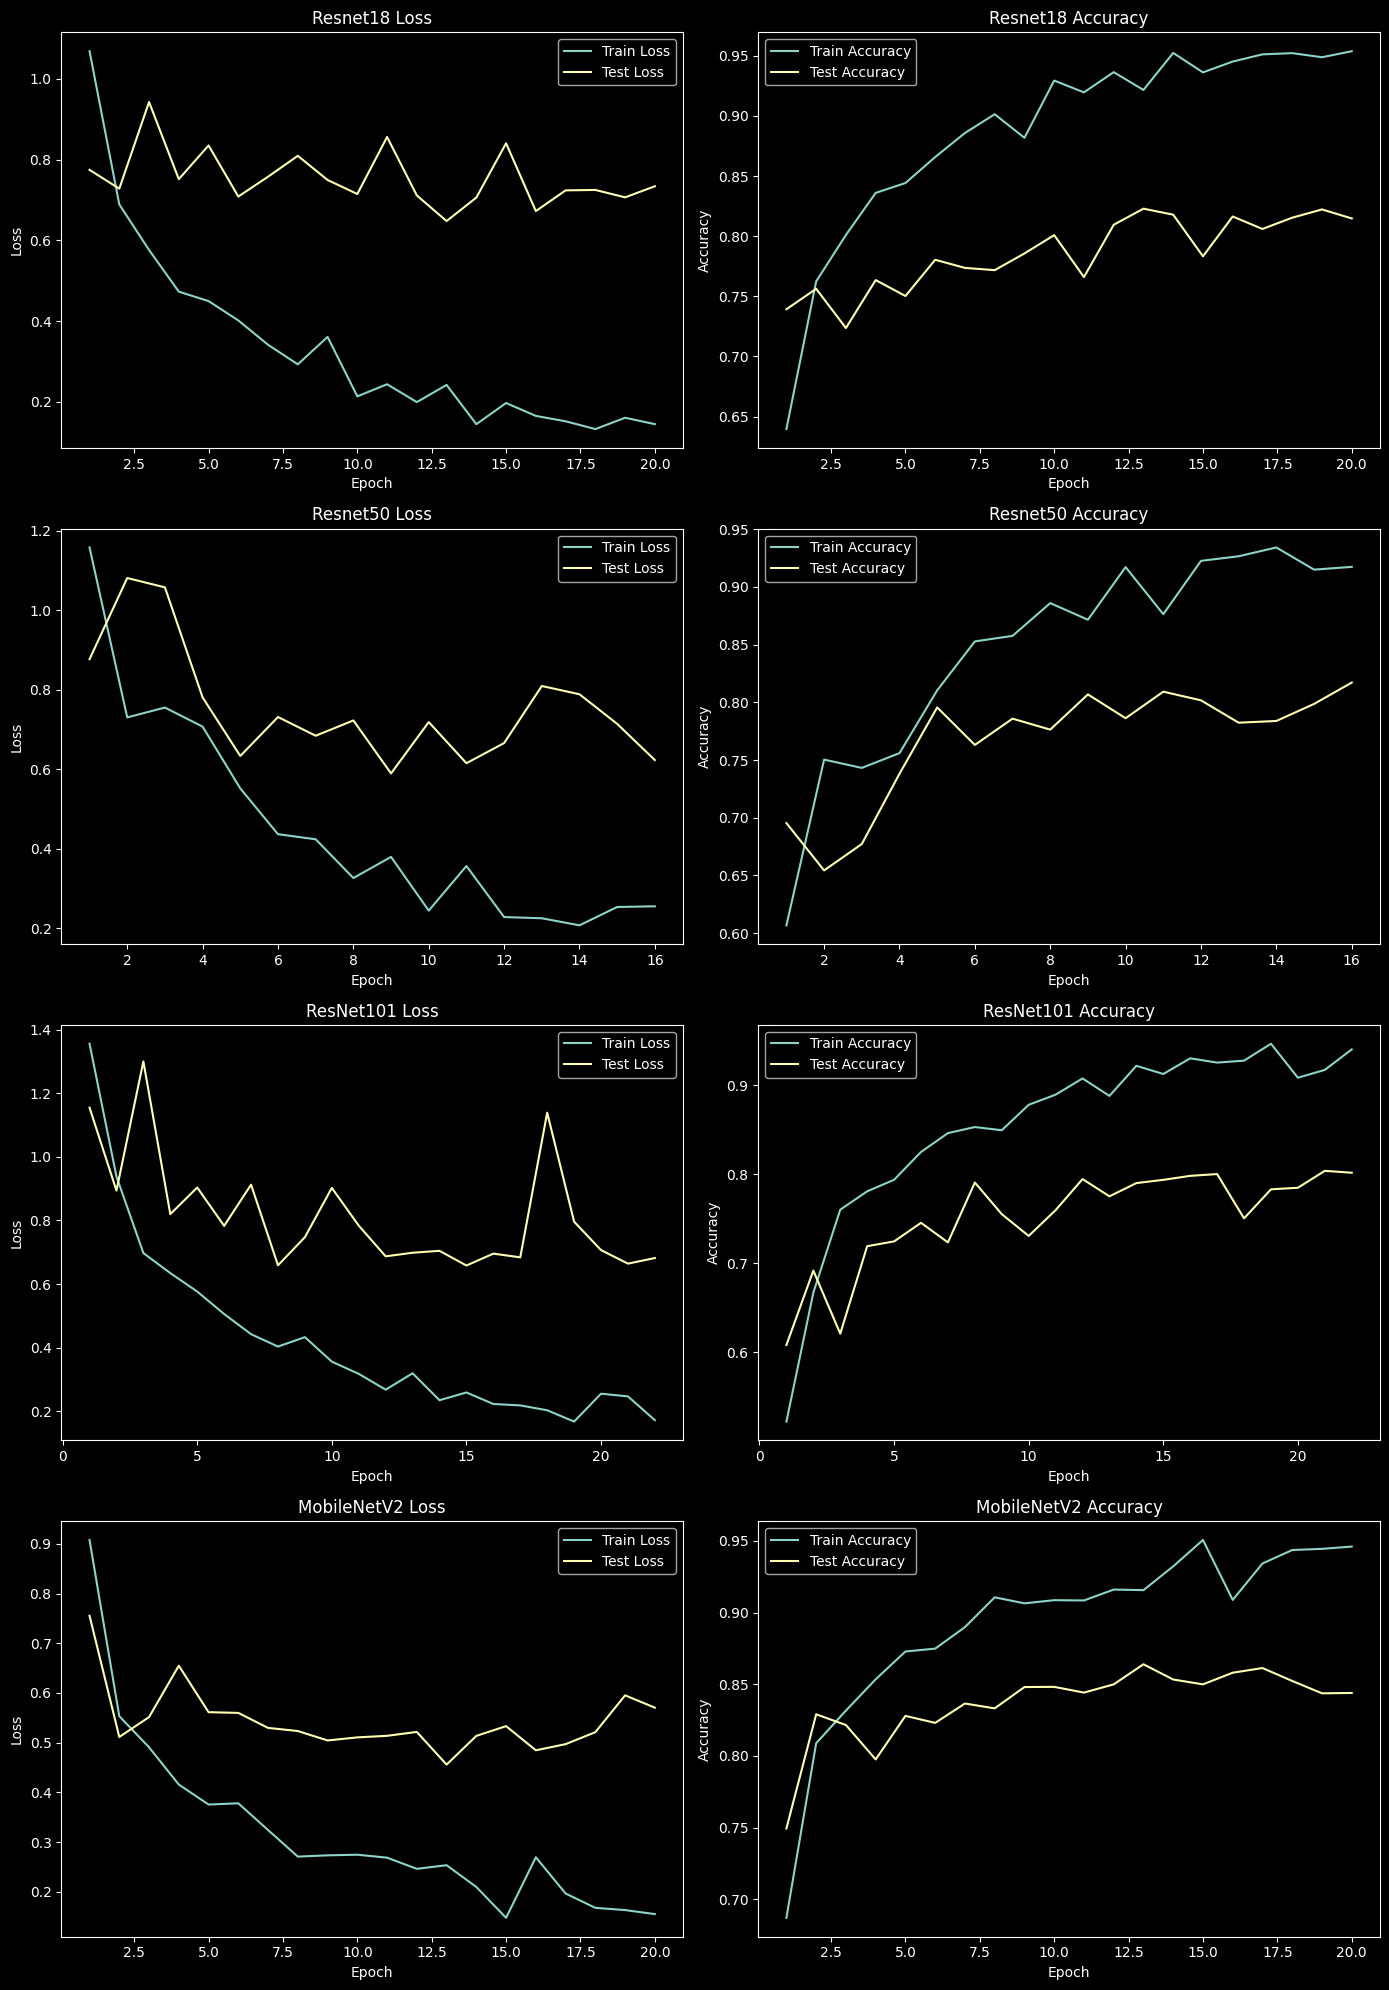 Resnet18 Loss
Train Loss
Test Loss
Loss
1.0
0.8
0.6
0.4
0.2
2.5 5.0 7.5 10.0 12.5 15.0 17.5 20.0
Epoch
Resnet18 Accuracy
Train Accuracy
Test Accuracy
Accuracy
0.95
0.90
0.85
0.80
0.75
0.70
0.65
2.5 5.0 7.5 10.0 12.5 15.0 17.5 20.0
Epoch
Resnet50 Loss
Train Loss
Test Loss
Loss
1.2
1.0
0.8
0.6
0.4
0.2
2 4 6 8 10 12 14 16
Epoch
Resnet50 Accuracy
Train Accuracy
Test Accuracy
Accuracy
0.95
0.90
0.85
0.80
0.75
0.70
0.65
0.60
2 4 6 8 10 12 14 16
Epoch
ResNet101 Loss
Train Loss
Test Loss
Loss
1.4
1.2
1.0
0.8
0.6
0.4
0.2
0 5 10 15 20
Epoch
ResNet101 Accuracy
Train Accuracy
Test Accuracy
Accuracy
0.9
0.8
0.7
0.6
0 5 10 15 20
Epoch
MobileNetV2 Loss
Train Loss
Test Loss
Loss
0.9
0.8
0.7
0.6
0.5
0.4
0.3
0.2
2.5 5.0 7.5 10.0 12.5 15.0 17.5 20.0
Epoch
MobileNetV2 Accuracy
Train Accuracy
Test Accuracy
Accuracy
0.95
0.90
0.85
0.80
0.75
0.70
2.5 5.0 7.5 10.0 12.5 15.0 17.5 20.0
Epoch